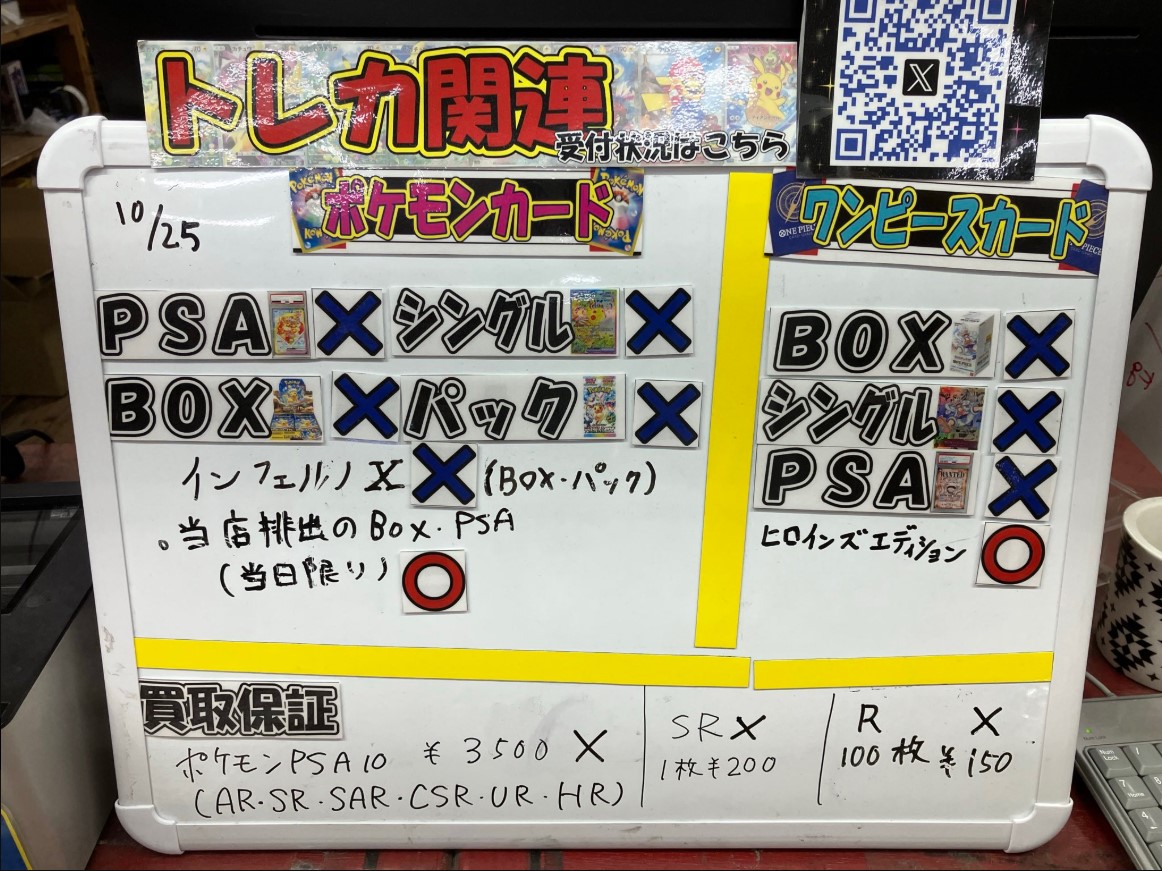 トレカ関連
受付状況はこちら
10/25
ポケモンカード
PSA × シングル ×
BOX × パック ×
インフェルノX × (BOX・パック)
。当店排出のBox・PSA
(当日限り) ○
ワンピースカード
BOX ×
シングル ×
PSA ×
ヒロインズエディション ○
買取保証
ポケモンPSA10 ¥3500 ×
(AR・SR・SAR・CSR・UR・HR)
SR ×
1枚¥200
R ×
100枚 ¥150